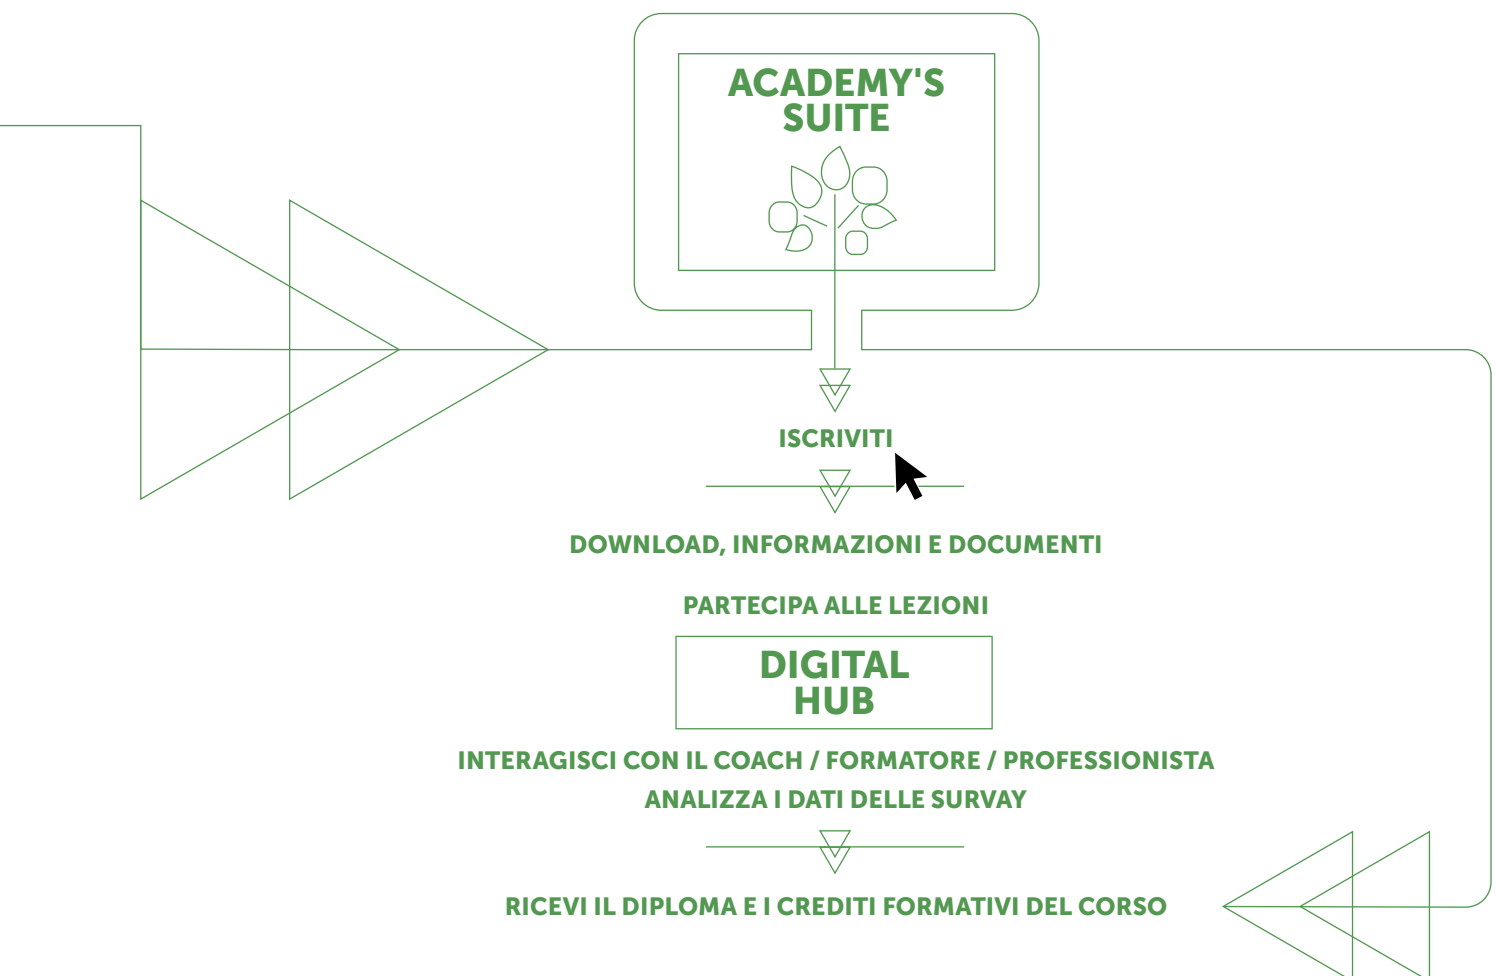 ACADEMY'S
SUITE
ISCRIVITI
DOWNLOAD, INFORMAZIONI E DOCUMENTI
PARTECIPA ALLE LEZIONI
DIGITAL
HUB
INTERAGISCI CON IL COACH / FORMATORE / PROFESSIONISTA
ANALIZZA I DATI DELLE SURVAY
RICEVI IL DIPLOMA E I CREDITI FORMATIVI DEL CORSO